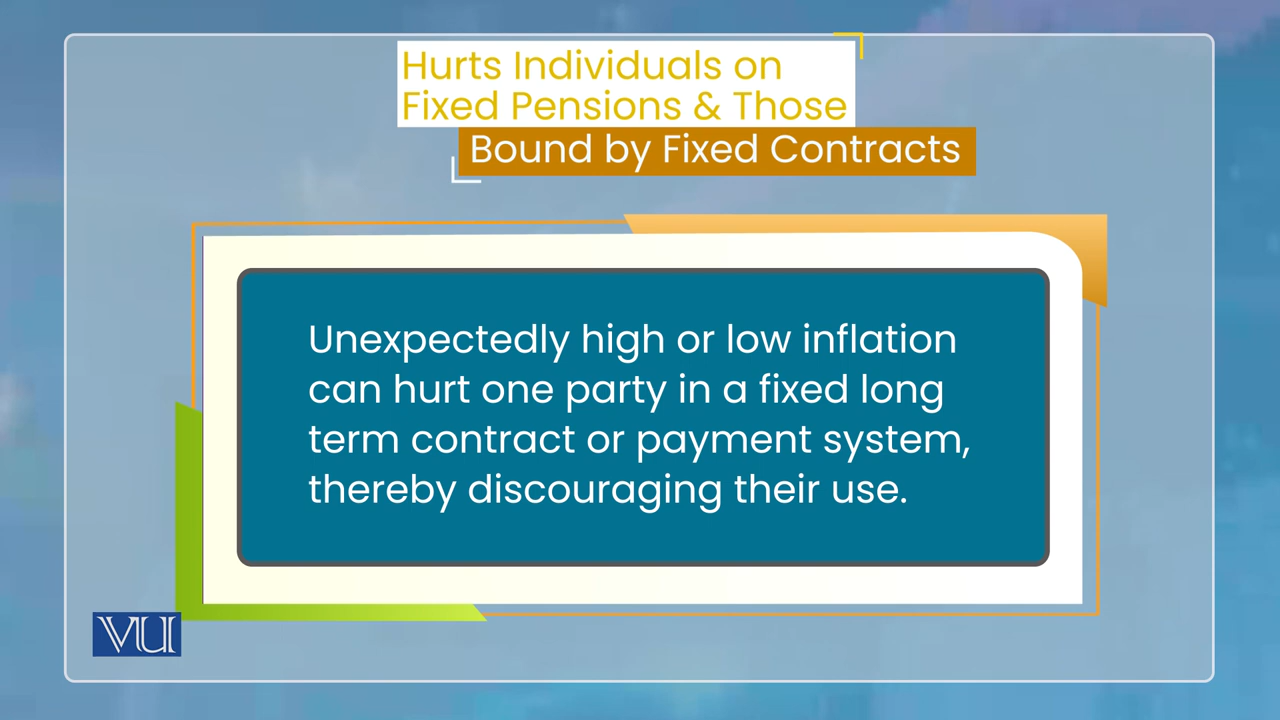 Hurts Individuals on
Fixed Pensions & Those
Bound by Fixed Contracts
Unexpectedly high or low inflation
can hurt one party in a fixed long
term contract or payment system,
thereby discouraging their use.
VU